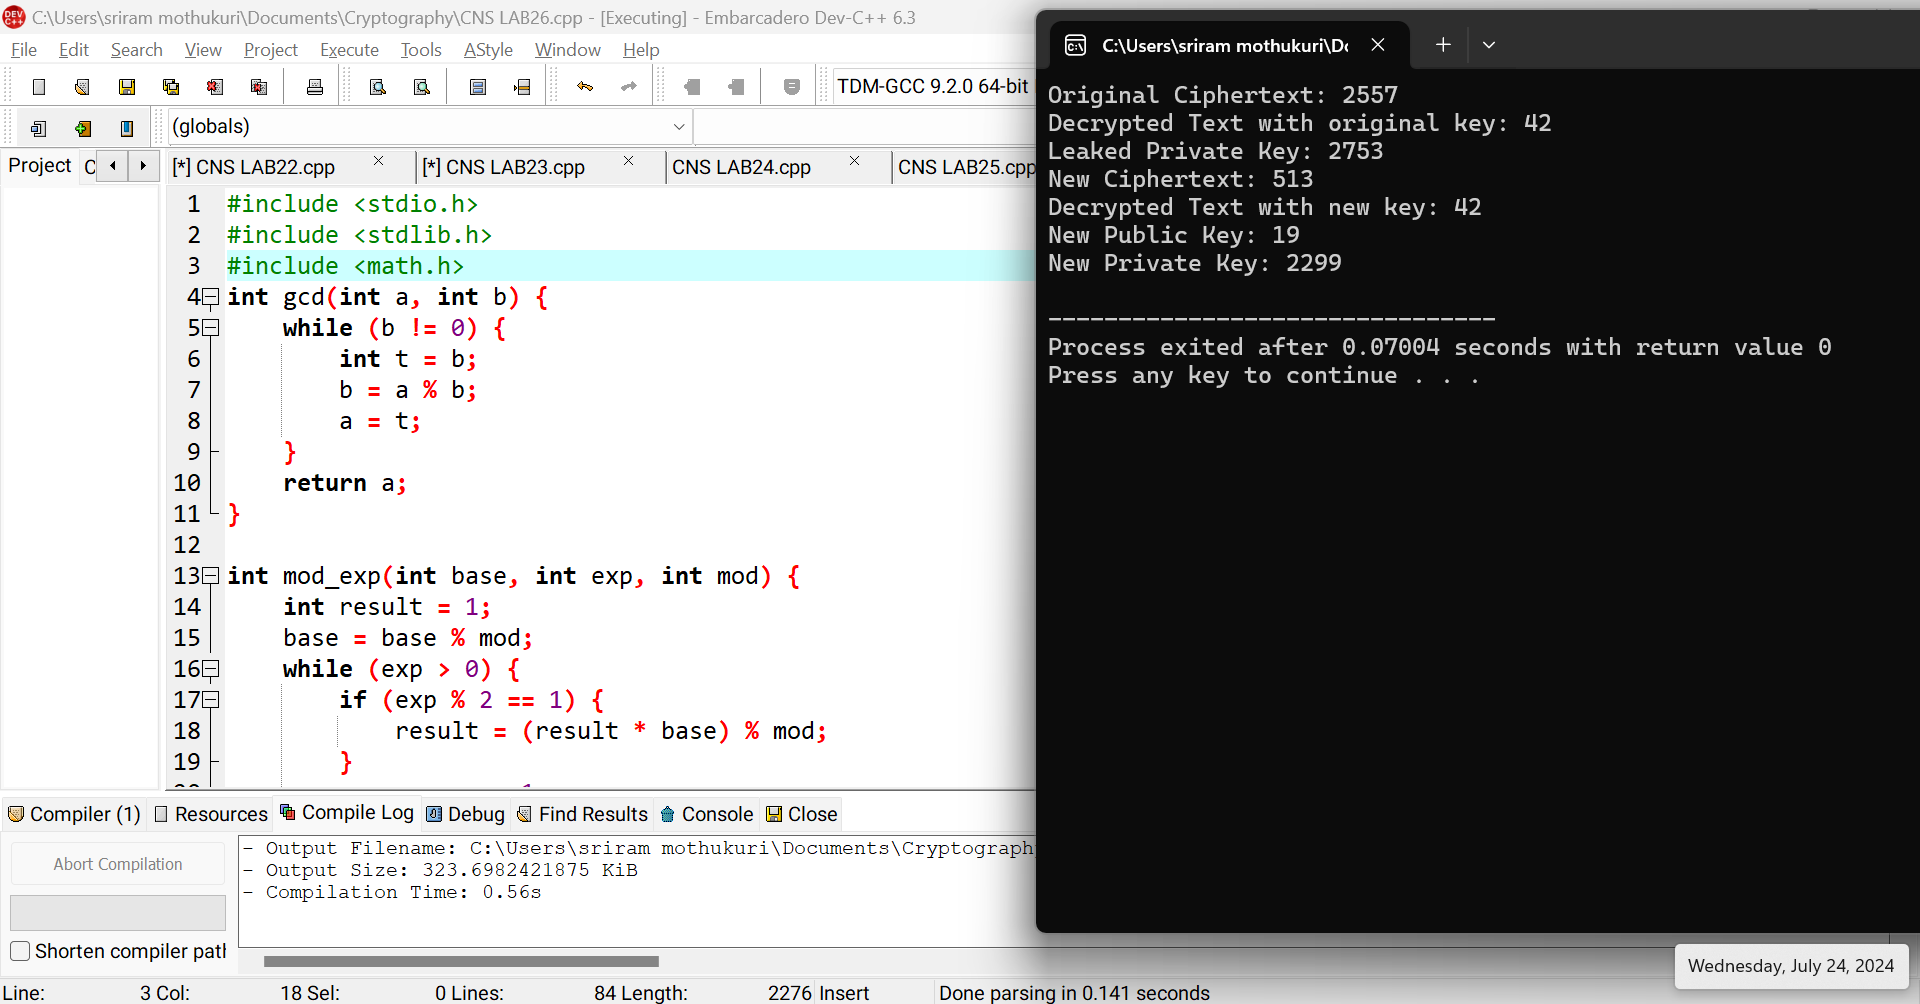 C:\Users\sriram mothukuri\Documents\Cryptography\CNS LAB26.cpp - [Executing] - Embarcadero Dev-C++ 6.3
File Edit Search View Project Execute Tools AStyle Window Help
TDM-GCC 9.2.0 64-bit
(globals)
Project C
[*] CNS LAB22.cpp [*] CNS LAB23.cpp CNS LAB24.cpp CNS LAB25.cpp
1 #include <stdio.h>
2 #include <stdlib.h>
3 #include <math.h>
4 int gcd(int a, int b) {
5 while (b != 0) {
6 int t = b;
7 b = a % b;
8 a = t;
9 }
10 return a;
11 }
12
13 int mod_exp(int base, int exp, int mod) {
14 int result = 1;
15 base = base % mod;
16 while (exp > 0) {
17 if (exp % 2 == 1) {
18 result = (result * base) % mod;
19 }
Compiler (1) Resources Compile Log Debug Find Results Console Close
Abort Compilation
Shorten compiler path
- Output Filename: C:\Users\sriram mothukuri\Documents\Cryptograph
- Output Size: 323.6982421875 KiB
- Compilation Time: 0.56s
Line: 3 Col: 18 Sel: 0 Lines: 84 Length: 2276 Insert Done parsing in 0.141 seconds
C:\Users\sriram mothukuri\Do
Original Ciphertext: 2557
Decrypted Text with original key: 42
Leaked Private Key: 2753
New Ciphertext: 513
Decrypted Text with new key: 42
New Public Key: 19
New Private Key: 2299
--------------------------------
Process exited after 0.07004 seconds with return value 0
Press any key to continue . . .
Wednesday, July 24, 2024